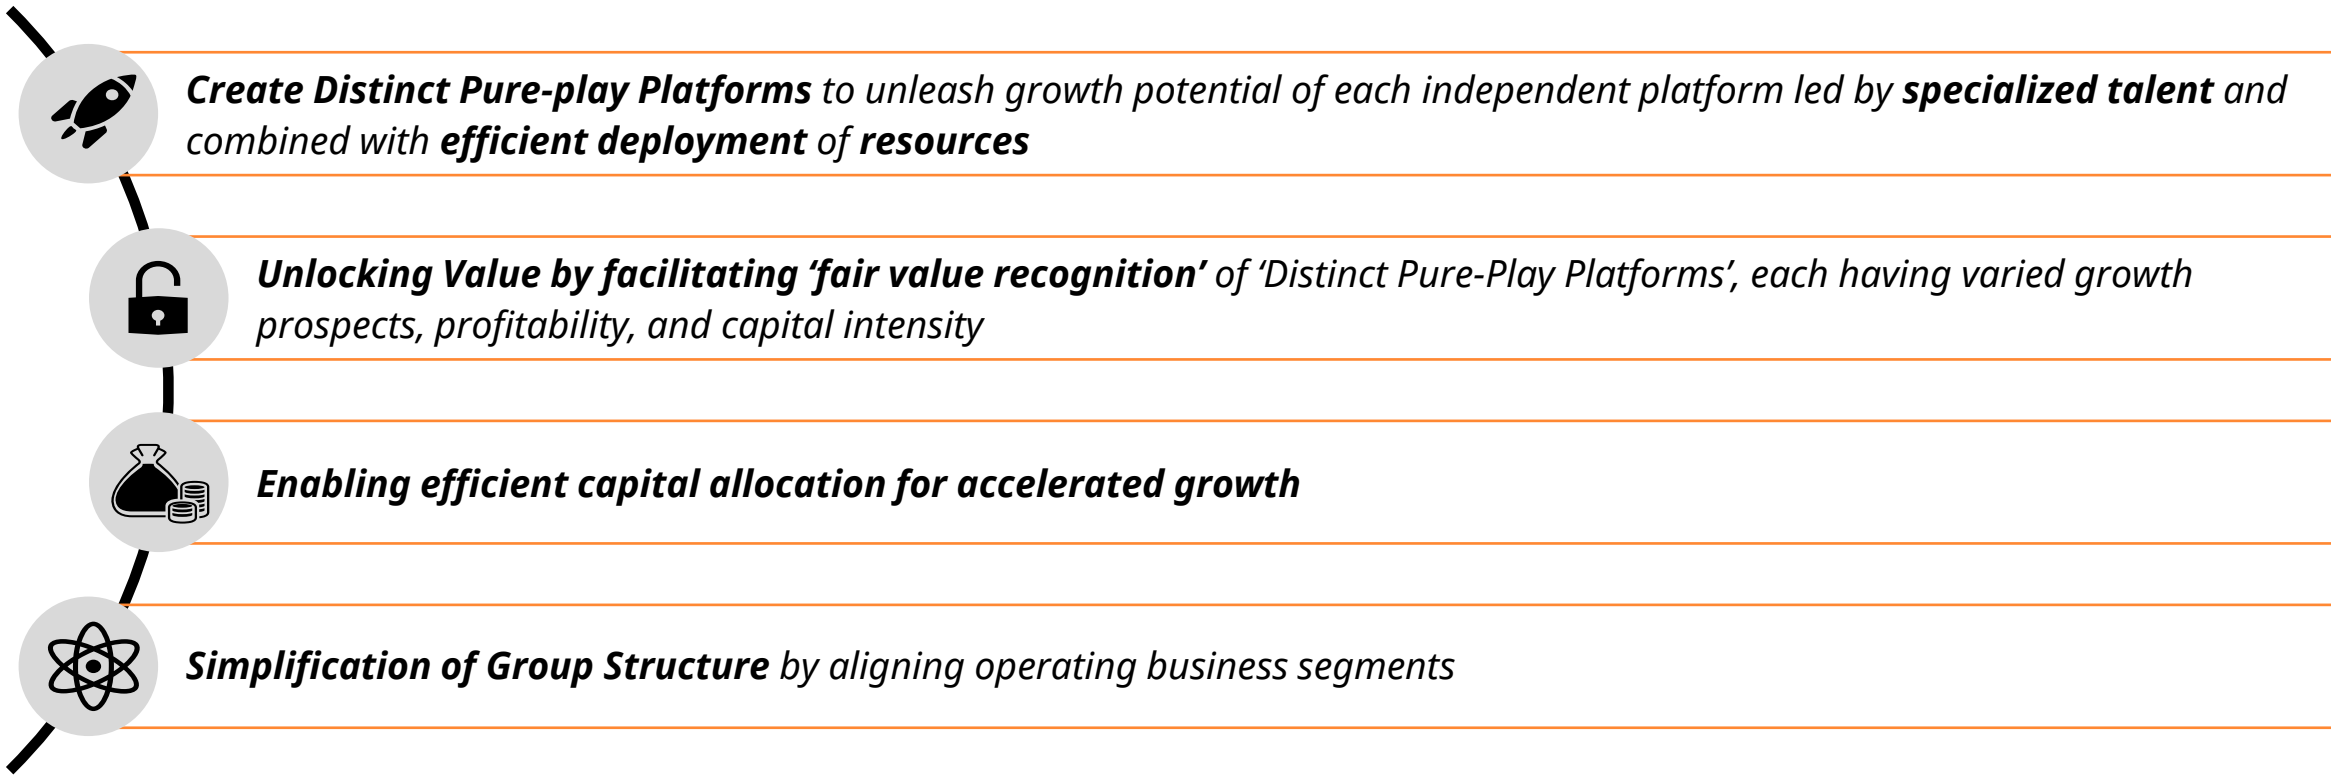 Create Distinct Pure-play Platforms to unleash growth potential of each independent platform led by specialized talent and
combined with efficient deployment of resources
Unlocking Value by facilitating ‘fair value recognition’ of ‘Distinct Pure-Play Platforms’, each having varied growth
prospects, profitability, and capital intensity
Enabling efficient capital allocation for accelerated growth
Simplification of Group Structure by aligning operating business segments